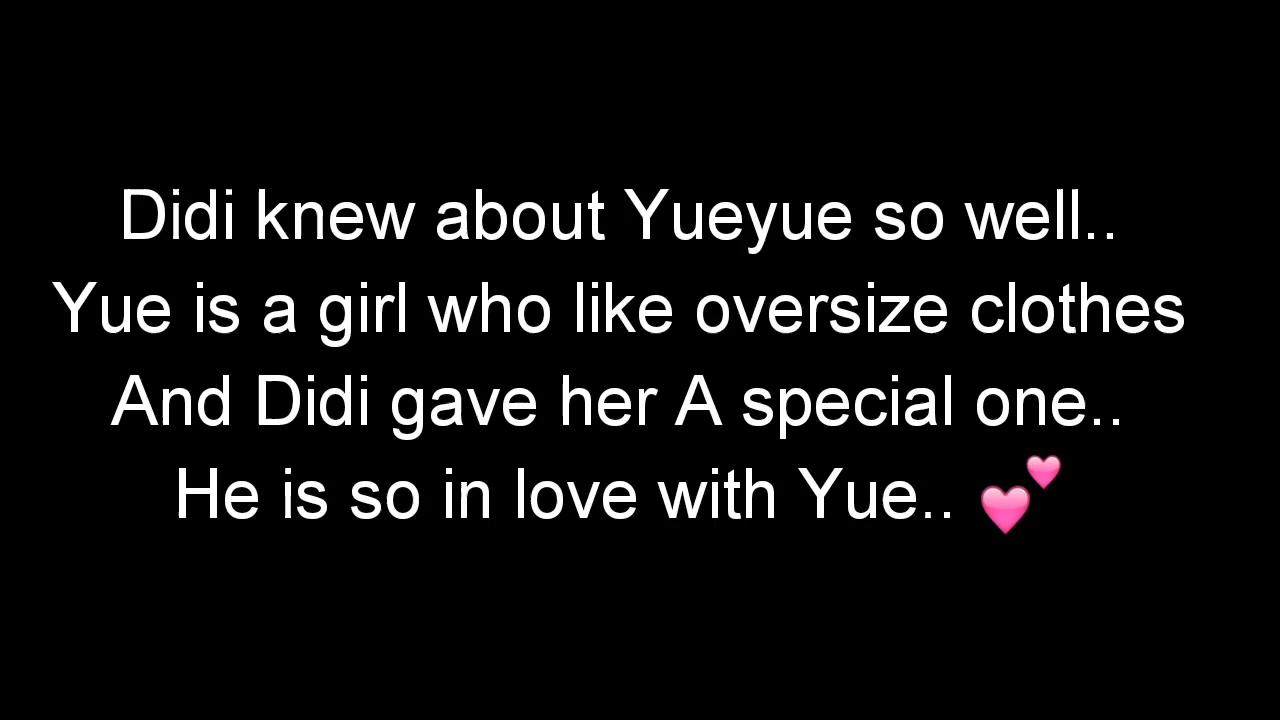 Didi knew about Yueyue so well..
Yue is a girl who like oversize clothes
And Didi gave her A special one..
He is so in love with Yue.. 💕